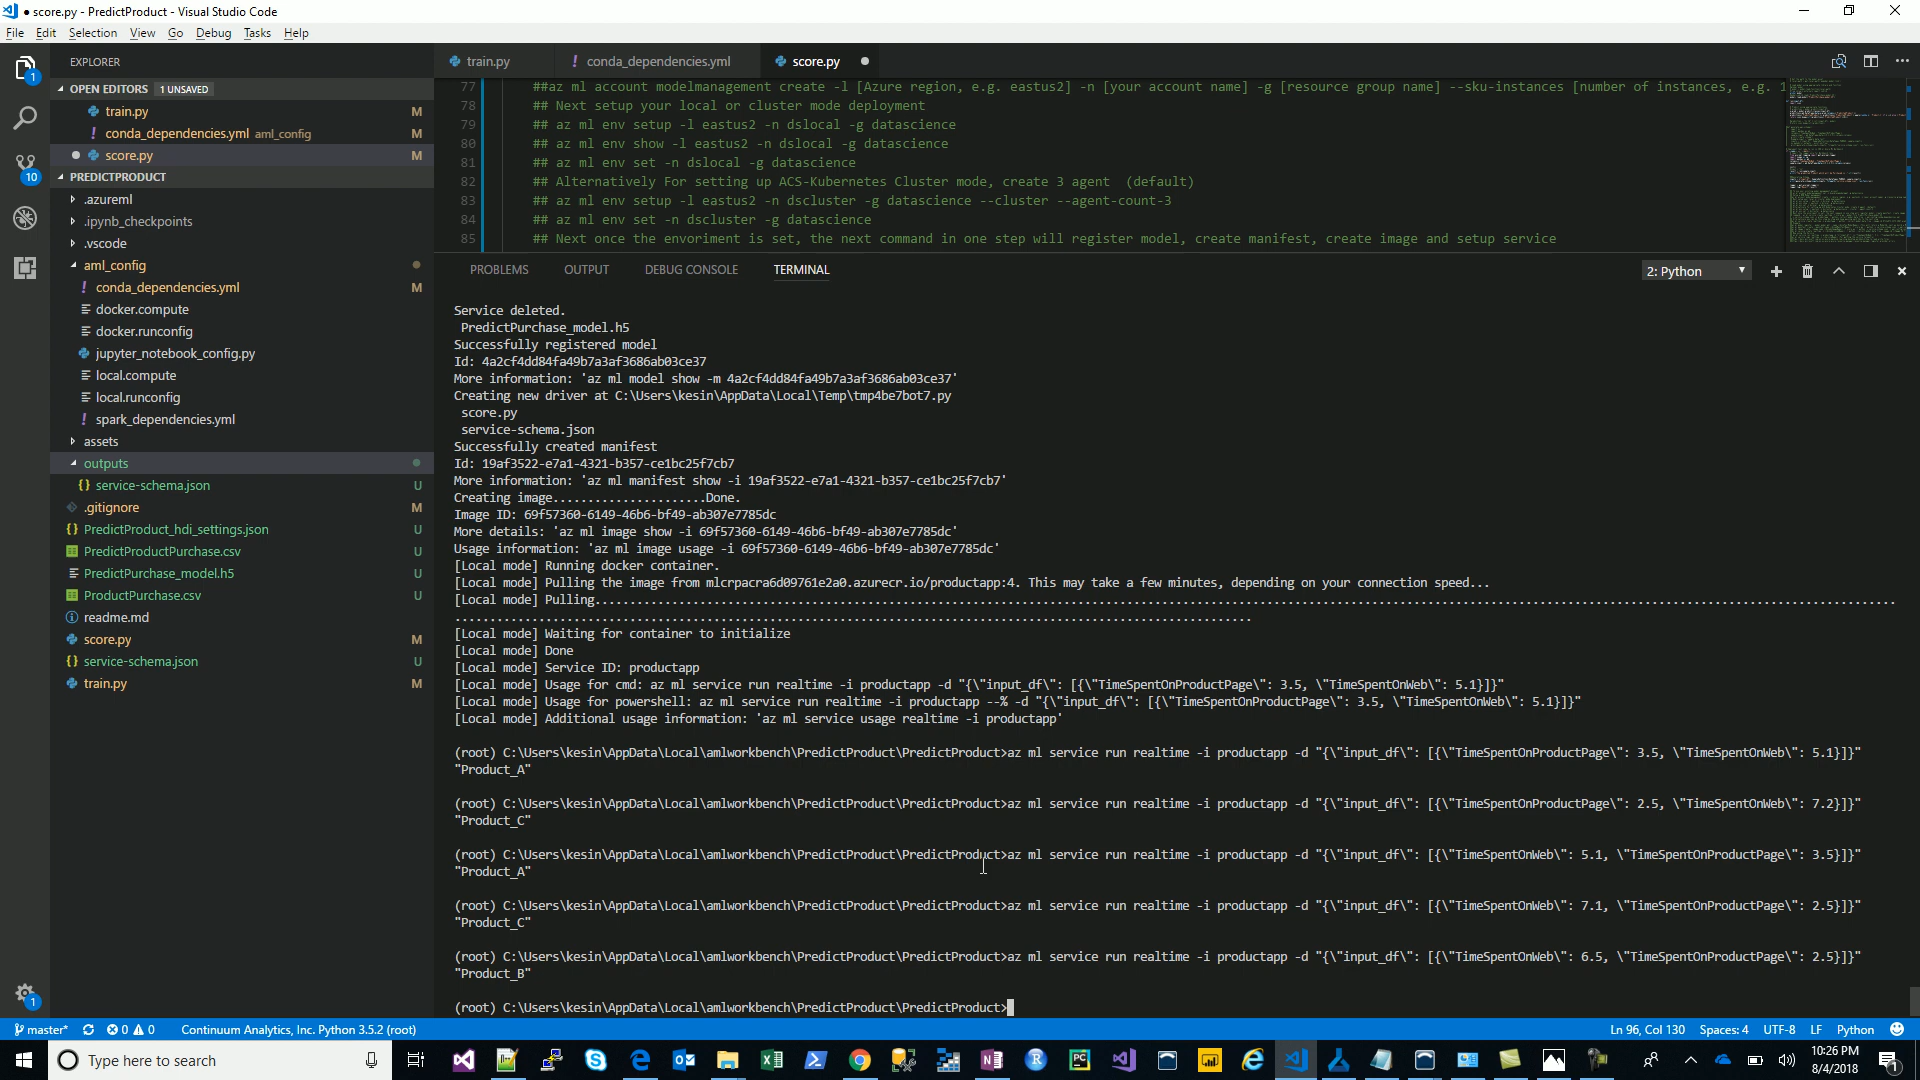 score.py - PredictProduct - Visual Studio Code
File Edit Selection View Go Debug Tasks Help
EXPLORER
OPEN EDITORS 1 UNSAVED
train.py M
conda_dependencies.yml aml_config M
score.py M
PREDICTPRODUCT
.azureml
.ipynb_checkpoints
.vscode
aml_config
! conda_dependencies.yml M
docker.compute
docker.runconfig
jupyter_notebook_config.py
local.compute
local.runconfig
! spark_dependencies.yml
assets
outputs
{} service-schema.json U
.gitignore M
{} PredictProduct_hdi_settings.json U
PredictProductPurchase.csv U
PredictPurchase_model.h5 U
ProductPurchase.csv U
readme.md
score.py M
{} service-schema.json U
train.py M
train.py ! conda_dependencies.yml score.py
77 ##az ml account modelmanagement create -l [Azure region, e.g. eastus2] -n [your account name] -g [resource group name] --sku-instances [number of instances, e.g. 1
78 ## Next setup your local or cluster mode deployment
79 ## az ml env setup -l eastus2 -n dslocal -g datascience
80 ## az ml env show -l eastus2 -n dslocal -g datascience
81 ## az ml env set -n dslocal -g datascience
82 ## Alternatively For setting up ACS-Kubernetes Cluster mode, create 3 agent  (default)
83 ## az ml env setup -l eastus2 -n dscluster -g datascience --cluster --agent-count-3
84 ## az ml env set -n dscluster -g datascience
85 ## Next once the envoriment is set, the next command in one step will register model, create manifest, create image and setup service
PROBLEMS OUTPUT DEBUG CONSOLE TERMINAL 2: Python
Service deleted.
PredictPurchase_model.h5
Successfully registered model
Id: 4a2cf4dd84fa49b7a3af3686ab03ce37
More information: 'az ml model show -m 4a2cf4dd84fa49b7a3af3686ab03ce37'
Creating new driver at C:\Users\kesin\AppData\Local\Temp\tmp4be7bot7.py
score.py
service-schema.json
Successfully created manifest
Id: 19af3522-e7a1-4321-b357-ce1bc25f7cb7
More information: 'az ml manifest show -i 19af3522-e7a1-4321-b357-ce1bc25f7cb7'
Creating image......................Done.
Image ID: 69f57360-6149-46b6-bf49-ab307e7785dc
More details: 'az ml image show -i 69f57360-6149-46b6-bf49-ab307e7785dc'
Usage information: 'az ml image usage -i 69f57360-6149-46b6-bf49-ab307e7785dc'
[Local mode] Running docker container.
[Local mode] Pulling the image from mlcrpacra6d09761e2a0.azurecr.io/productapp:4. This may take a few minutes, depending on your connection speed...
[Local mode] Pulling....
[Local mode] Waiting for container to initialize
[Local mode] Done
[Local mode] Service ID: productapp
[Local mode] Usage for cmd: az ml service run realtime -i productapp -d "{\"input_df\": [{\"TimeSpentOnProductPage\": 3.5, \"TimeSpentOnWeb\": 5.1}]}"
[Local mode] Usage for powershell: az ml service run realtime -i productapp --% -d "{\"input_df\": [{\"TimeSpentOnProductPage\": 3.5, \"TimeSpentOnWeb\": 5.1}]}"
[Local mode] Additional usage information: 'az ml service usage realtime -i productapp'
(root) C:\Users\kesin\AppData\Local\amlworkbench\PredictProduct\PredictProduct>az ml service run realtime -i productapp -d "{\"input_df\": [{\"TimeSpentOnProductPage\": 3.5, \"TimeSpentOnWeb\": 5.1}]}"
"Product_A"
(root) C:\Users\kesin\AppData\Local\amlworkbench\PredictProduct\PredictProduct>az ml service run realtime -i productapp -d "{\"input_df\": [{\"TimeSpentOnProductPage\": 2.5, \"TimeSpentOnWeb\": 7.2}]}"
"Product_C"
(root) C:\Users\kesin\AppData\Local\amlworkbench\PredictProduct\PredictProduct>az ml service run realtime -i productapp -d "{\"input_df\": [{\"TimeSpentOnWeb\": 5.1, \"TimeSpentOnProductPage\": 3.5}]}"
"Product_A"
(root) C:\Users\kesin\AppData\Local\amlworkbench\PredictProduct\PredictProduct>az ml service run realtime -i productapp -d "{\"input_df\": [{\"TimeSpentOnWeb\": 7.1, \"TimeSpentOnProductPage\": 2.5}]}"
"Product_C"
(root) C:\Users\kesin\AppData\Local\amlworkbench\PredictProduct\PredictProduct>az ml service run realtime -i productapp -d "{\"input_df\": [{\"TimeSpentOnWeb\": 6.5, \"TimeSpentOnProductPage\": 2.5}]}"
"Product_B"
(root) C:\Users\kesin\AppData\Local\amlworkbench\PredictProduct\PredictProduct>
master* 0 0 Continuum Analytics, Inc. Python 3.5.2 (root) Ln 96, Col 130 Spaces: 4 UTF-8 LF Python
Type here to search
10:26 PM
8/4/2018